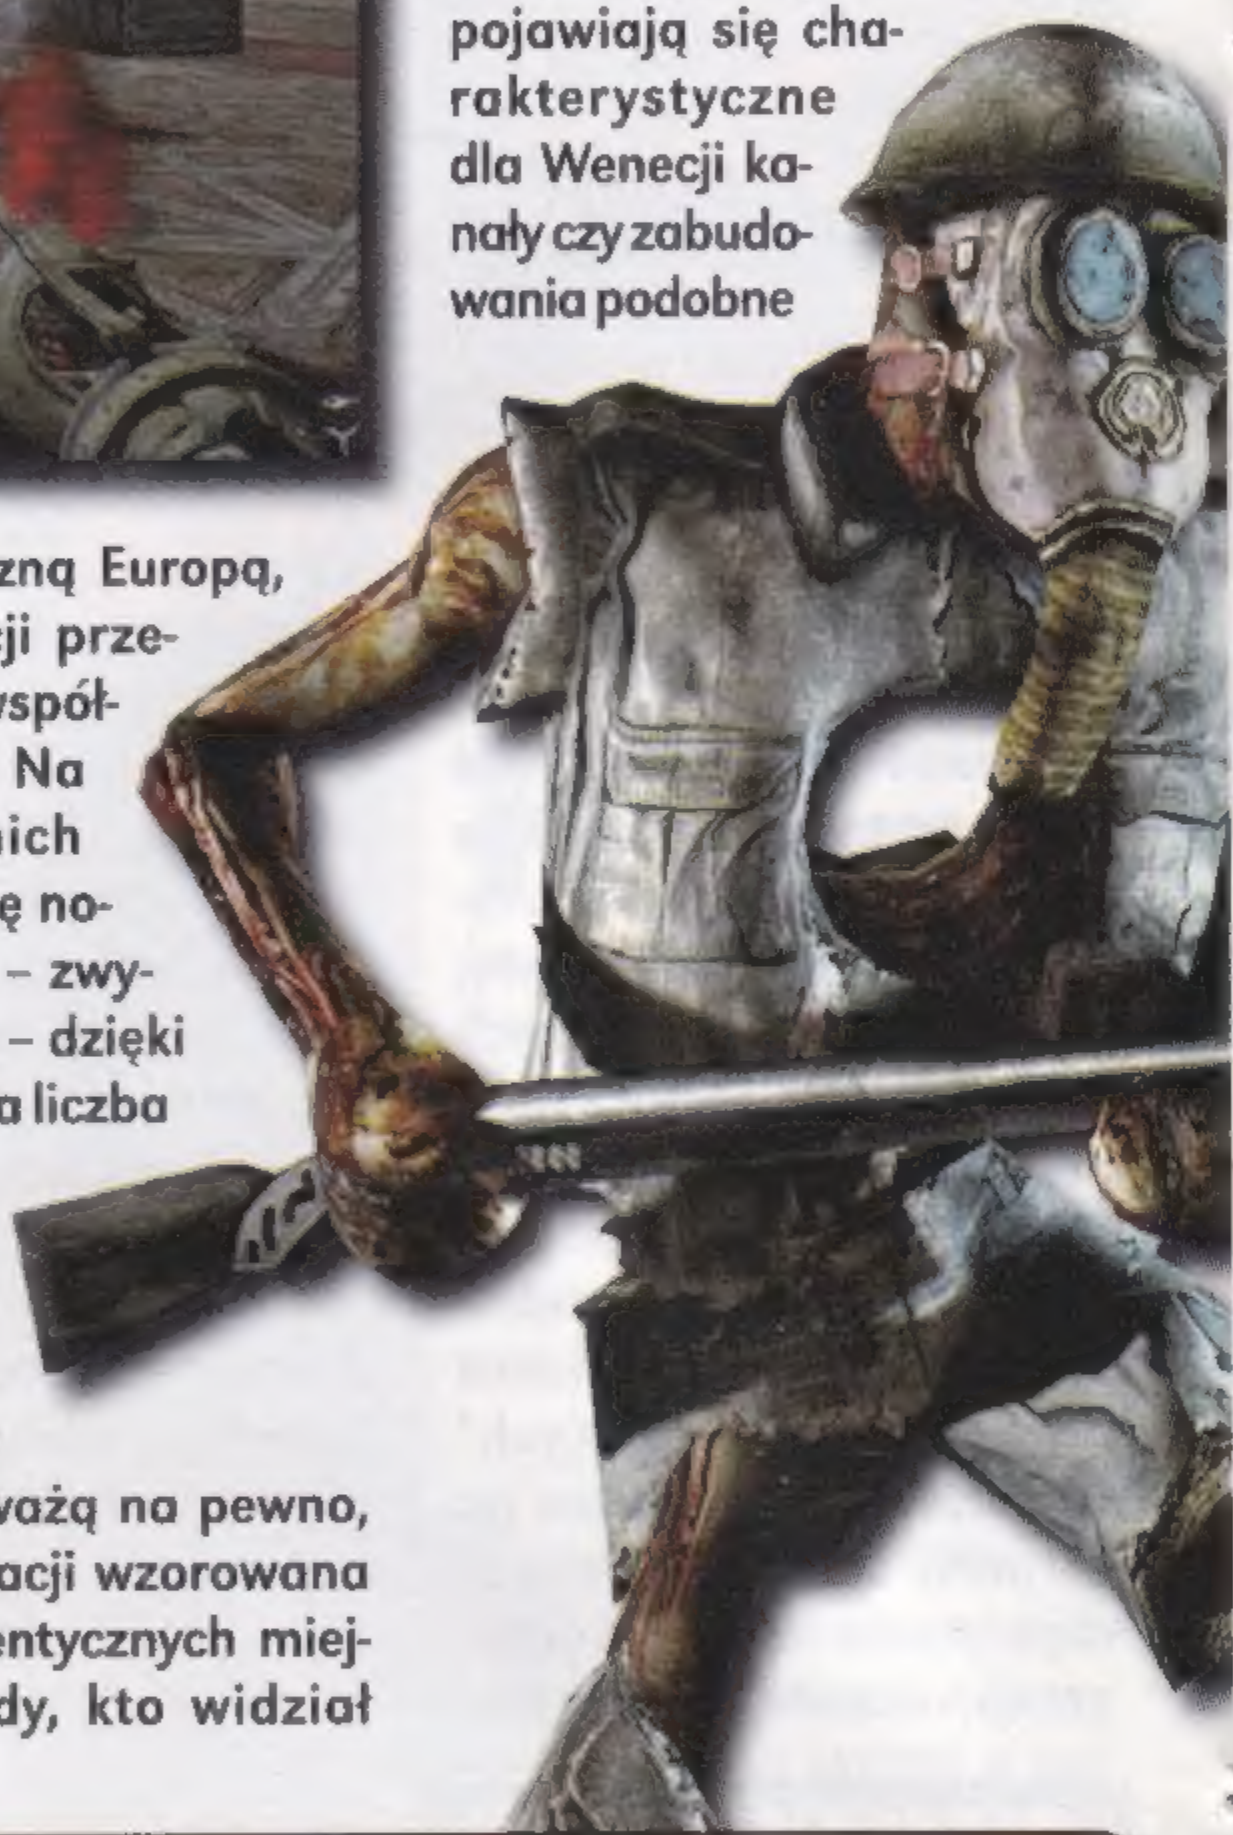 pojawiają się cha-
rakterystyczne
dla Wenecji ka-
nały czy zabudo-
wania podobne
zną Europą,
ji prze-
współ-
Na
nich
ę no-
– zwy-
– dzięki
a liczba
ważą na pewno,
acji wzorowana
entycznych miej-
dy, kto widział